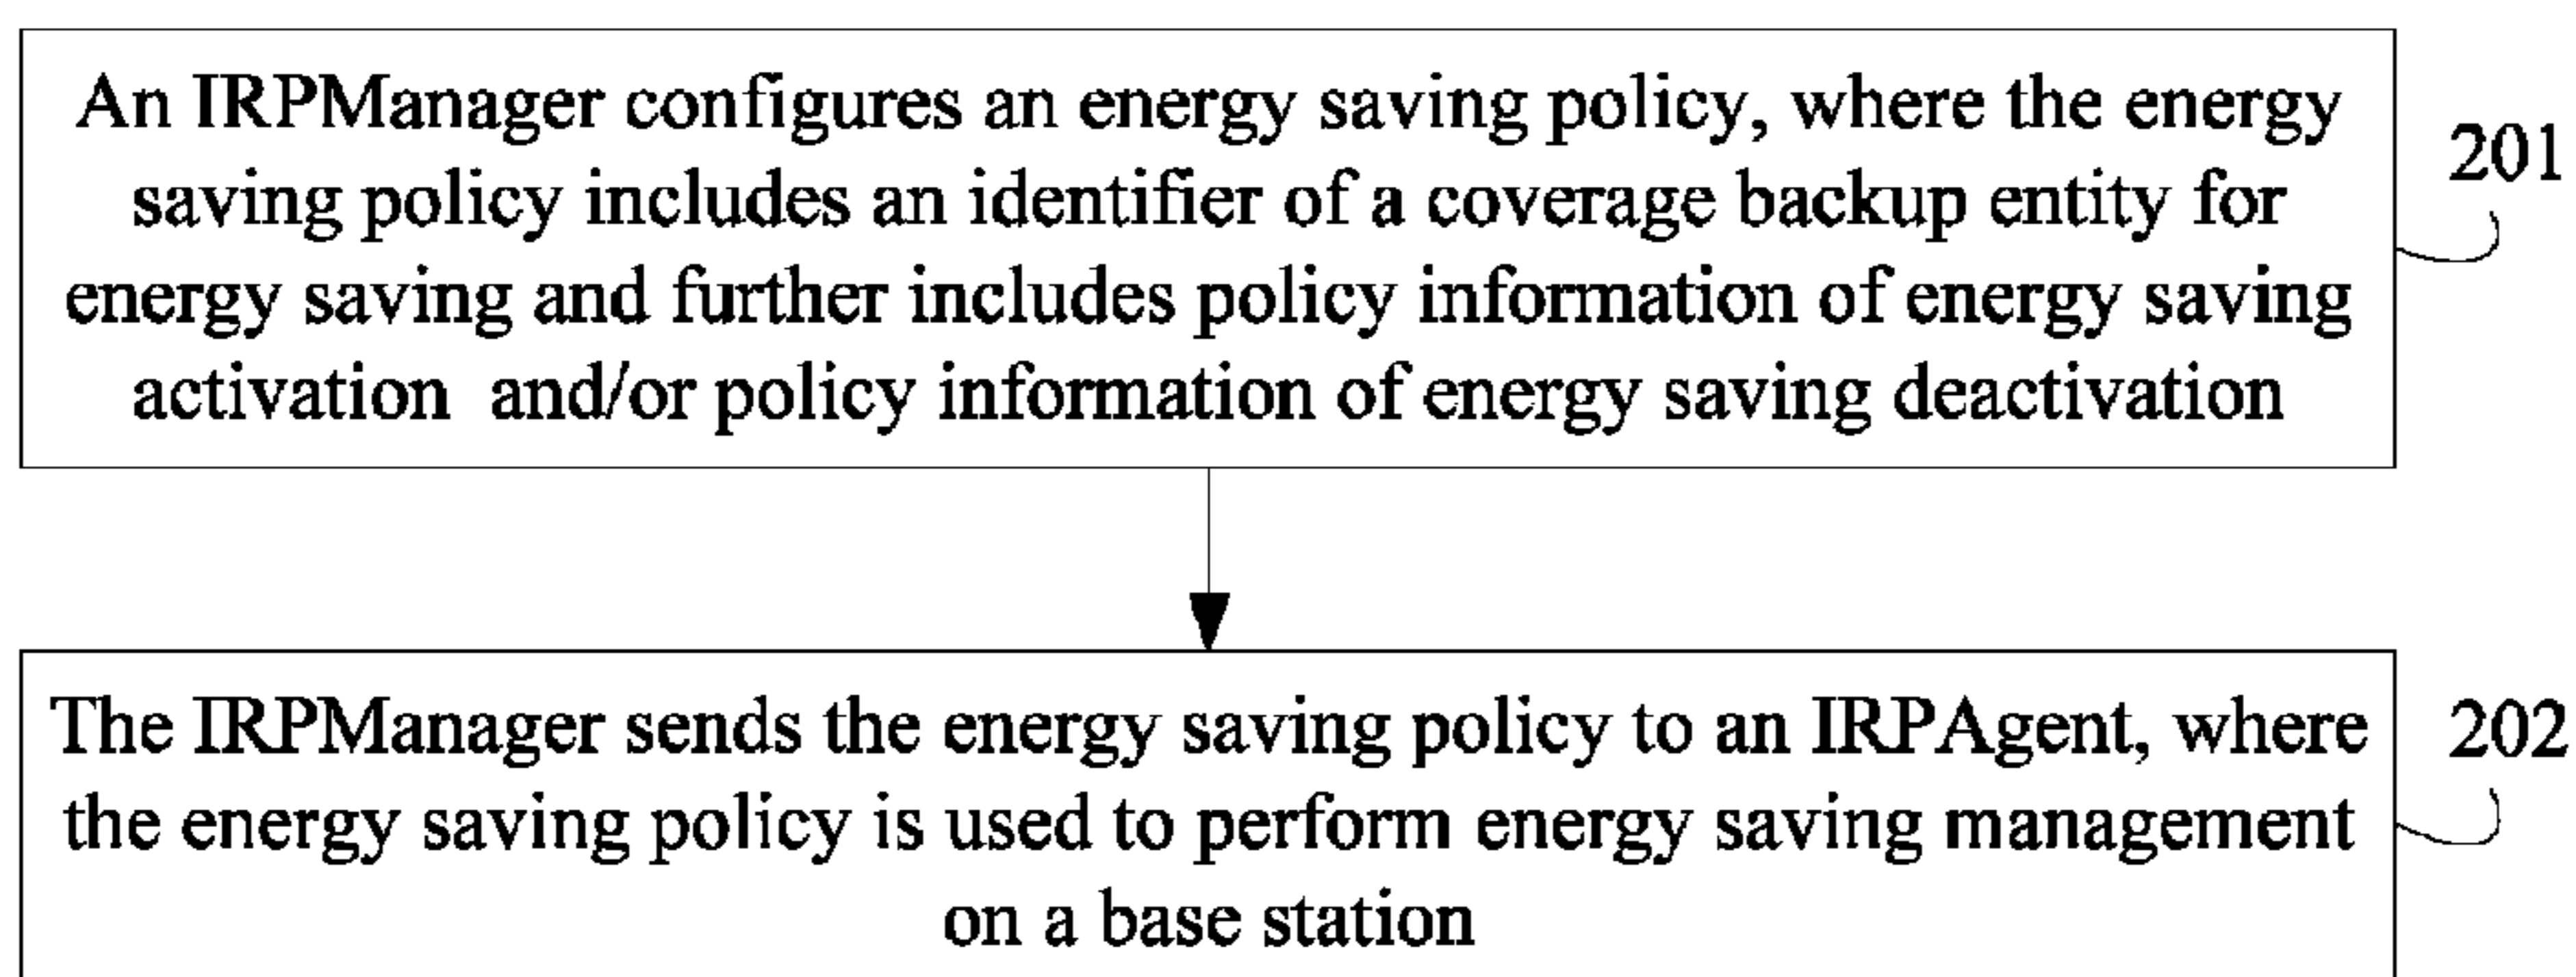 An IRPManager configures an energy saving policy, where the energy
saving policy includes an identifier of a coverage backup entity for
energy saving and further includes policy information of energy saving
activation and/or policy information of energy saving deactivation
201
The IRPManager sends the energy saving policy to an IRPAgent, where
the energy saving policy is used to perform energy saving management
on a base station
202